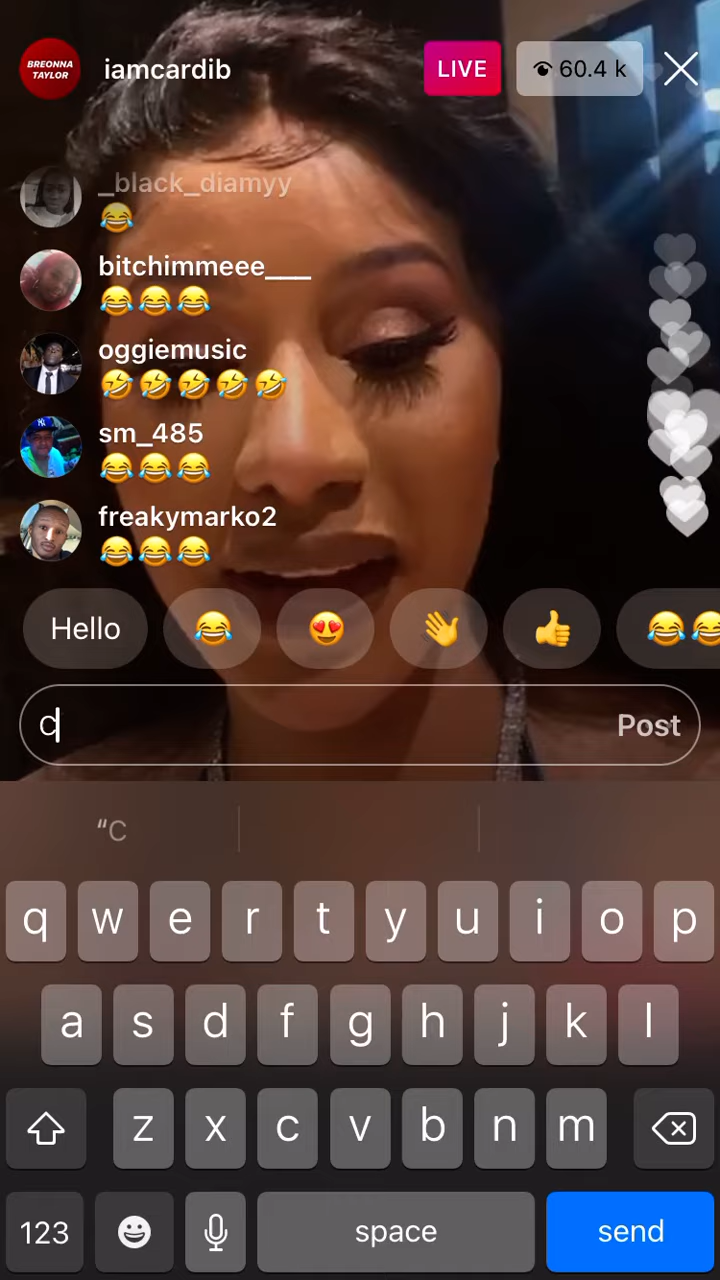 BREONNA
TAYLOR
iamcardib
LIVE
60.4 k
_black_diamyy
😂
bitchimmeee___
😂😂😂
oggiemusic
🤣🤣🤣🤣🤣
sm_485
😂😂😂
freakymarko2
😂😂😂
Hello 😂 😍 👋 👍 😂😂
c
Post
“C
q w e r t y u i o p
a s d f g h j k l
z x c v b n m
123 space send